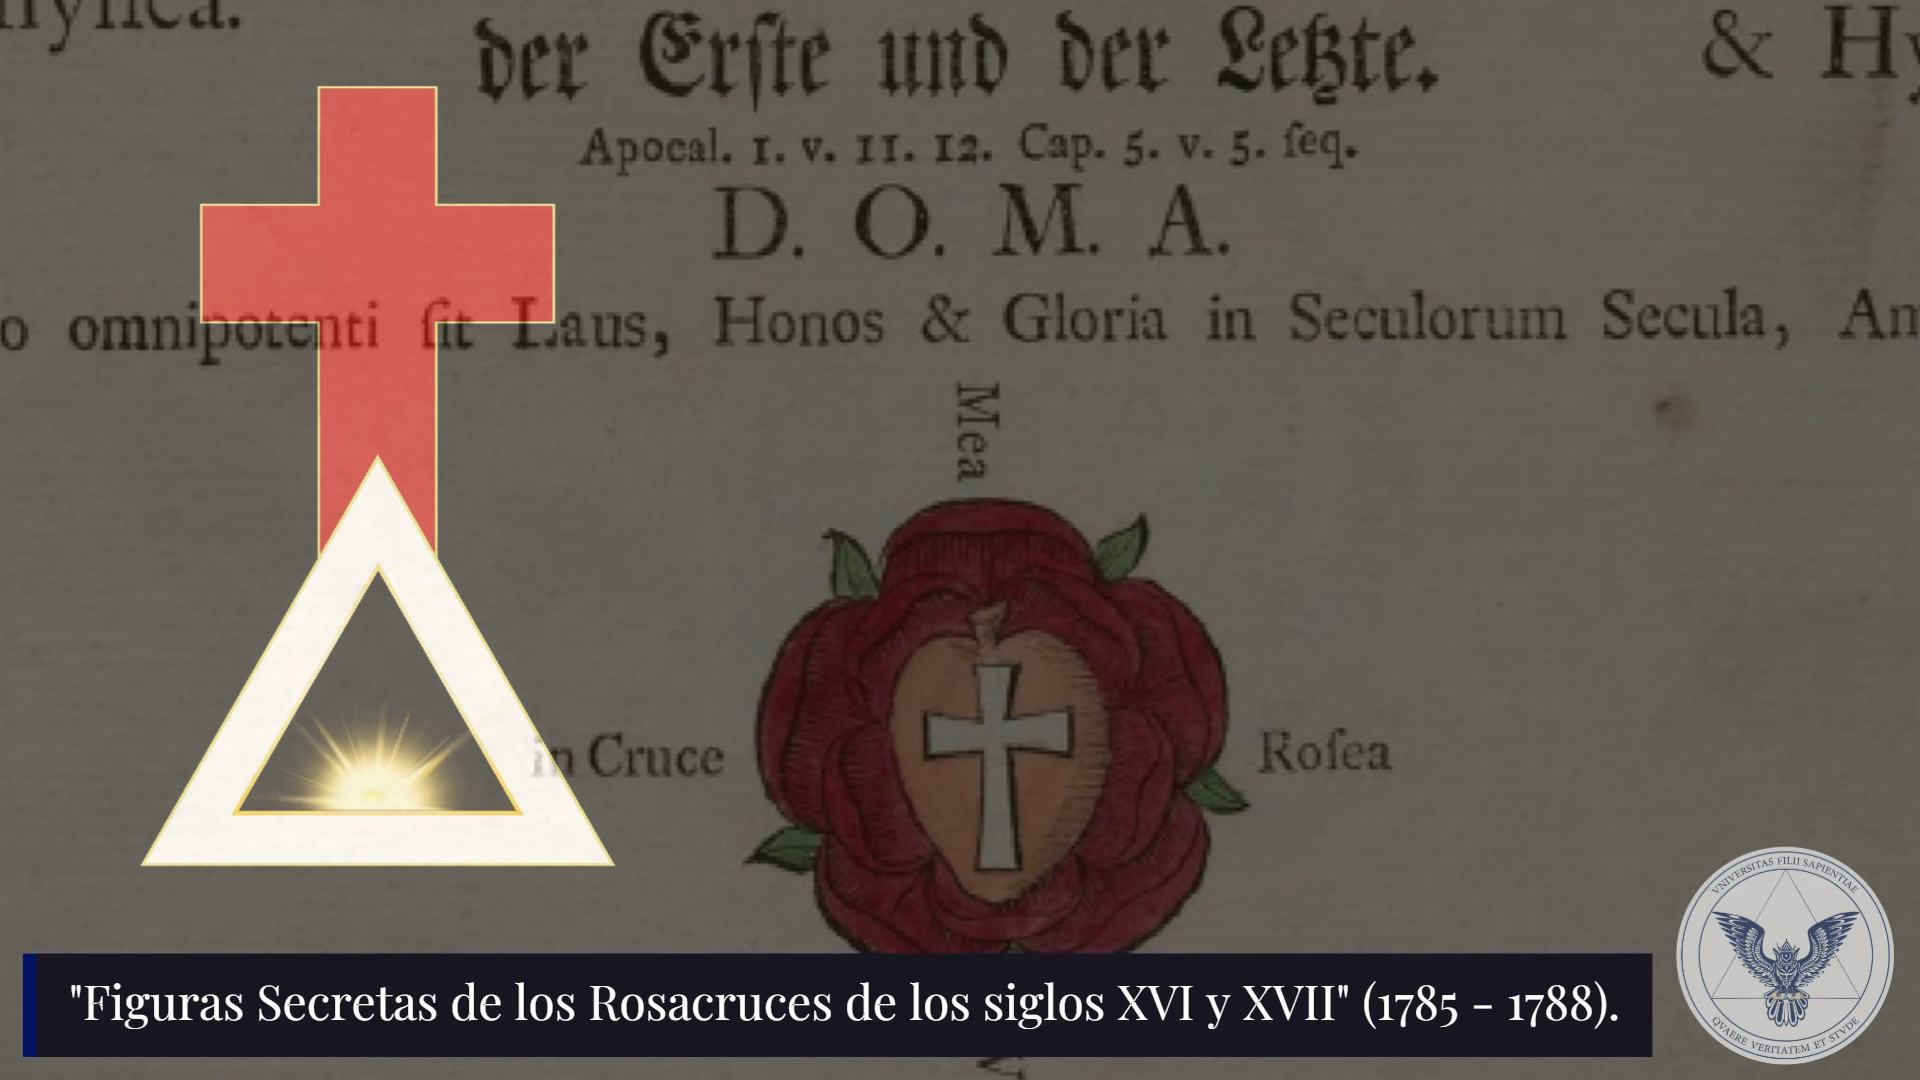 hyſica.
der Erſte und der Letzte.
& Hy
Apocal. 1. v. 11. 12. Cap. 5. v. 5. ſeq.
D. O. M. A.
o omnipotenti ſit Laus, Honos & Gloria in Seculorum Secula, Am
Mea
in Cruce
Roſea
V
"Figuras Secretas de los Rosacruces de los siglos XVI y XVII" (1785 - 1788).
VNIVERSITAS FILII SAPIENTIAE
QVAERE VERITATEM ET STVDE